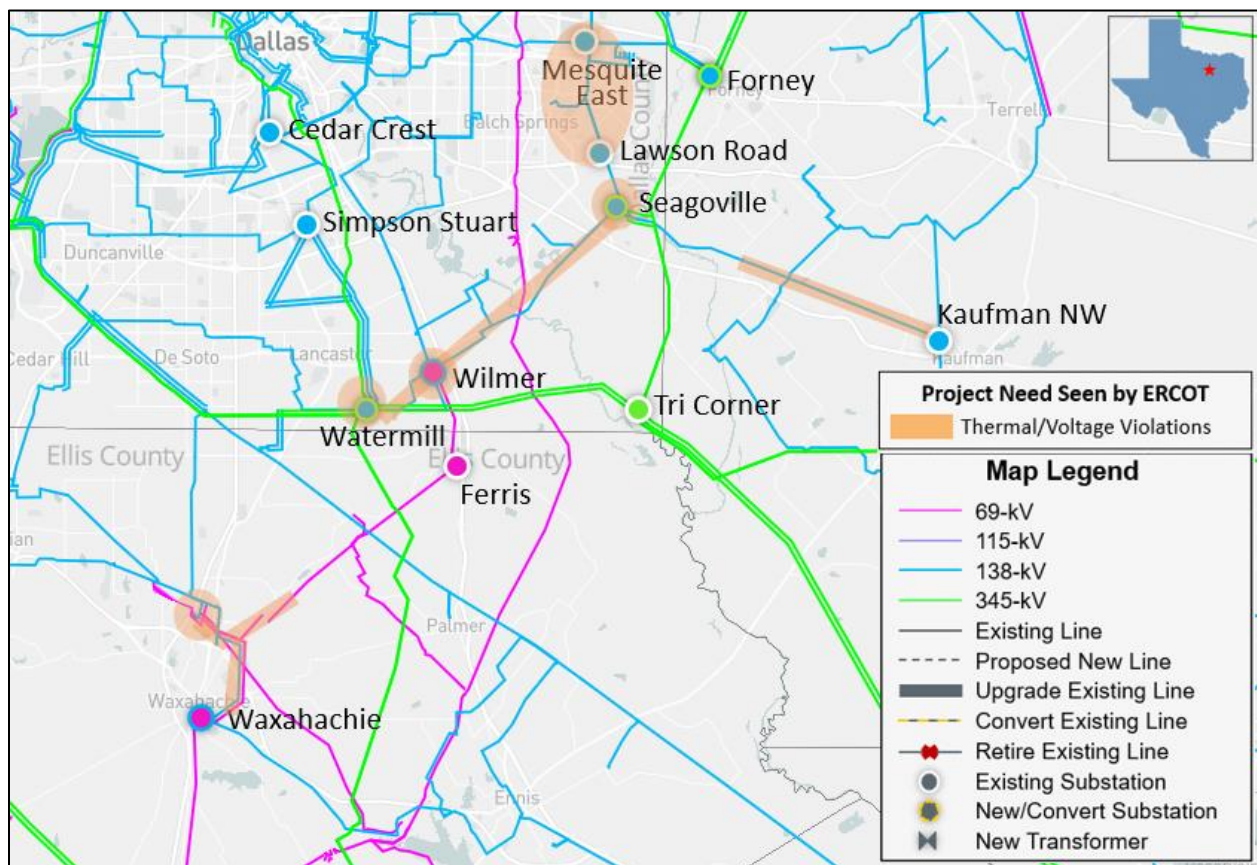 Dallas
Mesquite
East
Forney
Forney
Terrell
Cedar Crest
Balch Springs
Lawson Road
Dallas County
Seagoville
Simpson Stuart
Duncanville
Kaufman NW
Kaufman
Cedar Hill
De Soto
Lancaster
Wilmer
Tri Corner
Watermill
Ellis County
Ellis County
Ferris
Palmer
Waxahachie
Waxahachie
Ennis
Project Need Seen by ERCOT
Thermal/Voltage Violations
Map Legend
69-kV
115-kV
138-kV
345-kV
Existing Line
Proposed New Line
Upgrade Existing Line
Convert Existing Line
Retire Existing Line
Existing Substation
New/Convert Substation
New Transformer